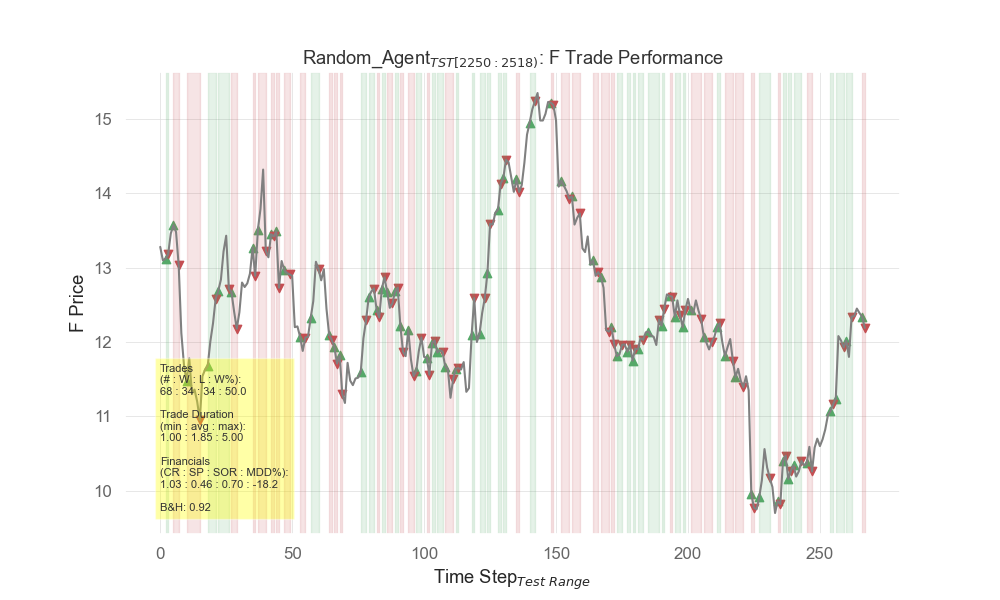 Random_Agent TST[2250 : 2518) : F Trade Performance
F Price
15
14
13
12
11
10
Trades
(# : W : L : W%):
68 : 34 : 34 : 50.0
Trade Duration
(min : avg : max):
1.00 : 1.85 : 5.00
Financials
(CR : SP : SOR : MDD%):
1.03 : 0.46 : 0.70 : -18.2
B&H: 0.92
0 50 100 150 200 250
Time Step Test Range